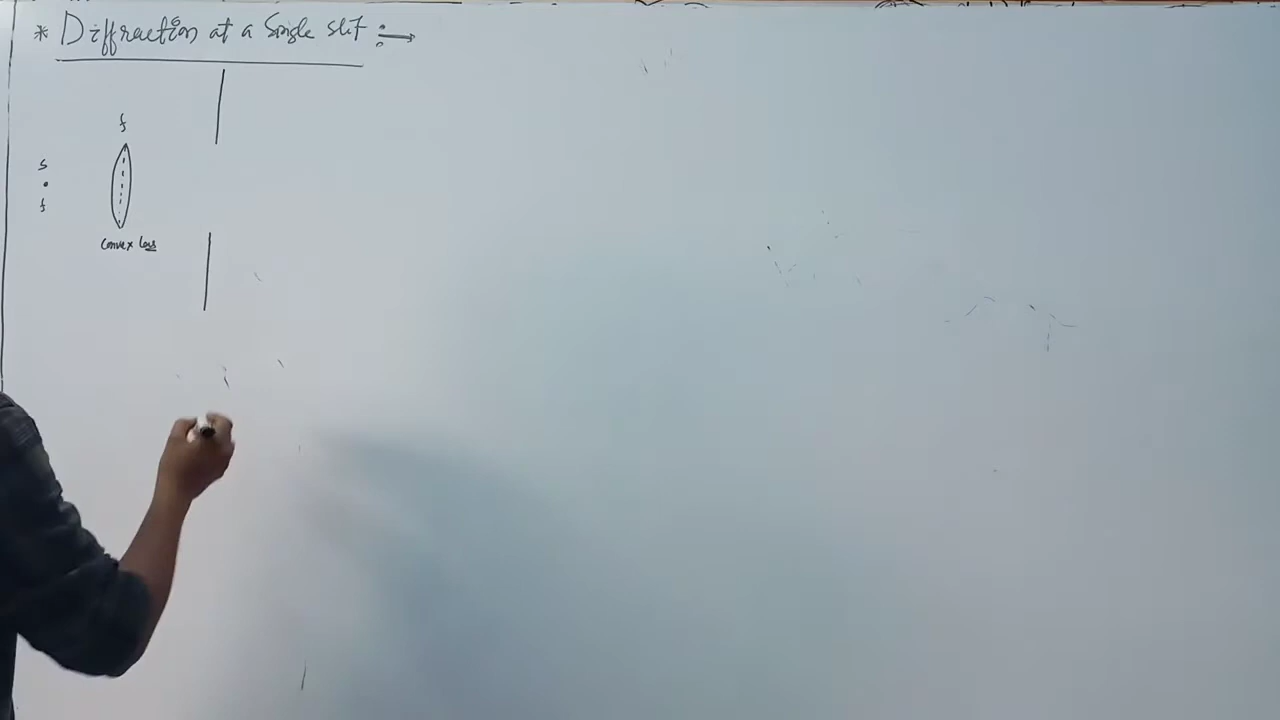 * Diffraction at a Single slit :→
f
S
f
Convex Lens